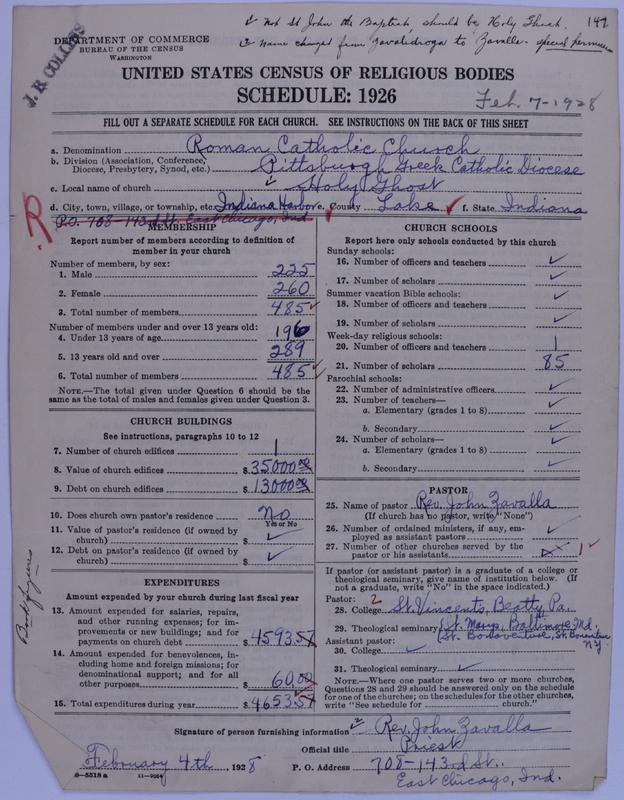 ✓ not St John the Baptist, should be Holy Ghost. 147
2 name changed from Zavalidroga to Zavalla.
J. B. COLLINS
DEPARTMENT OF COMMERCE
BUREAU OF THE CENSUS
WASHINGTON
UNITED STATES CENSUS OF RELIGIOUS BODIES
SCHEDULE: 1926
Feb. 7-1928
FILL OUT A SEPARATE SCHEDULE FOR EACH CHURCH. SEE INSTRUCTIONS ON THE BACK OF THIS SHEET
a. Denomination Roman Catholic Church
b. Division (Association, Conference, Diocese, Presbytery, Synod, etc.) Pittsburgh Greek Catholic Diocese
c. Local name of church ✓ Holy Ghost
d. City, town, village, or township, etc. Indiana Harbor e. County Lake ✓ f. State Indiana
R P.O. 708-143d St. East Chicago, Ind
MEMBERSHIP
Report number of members according to definition of
member in your church
Number of members, by sex:
1. Male 225
2. Female 260
3. Total number of members 485 ✓
Number of members under and over 13 years old:
4. Under 13 years of age 196
5. 13 years old and over 289
6. Total number of members 485 ✓
NOTE.—The total given under Question 6 should be the
same as the total of males and females given under Question 3.
CHURCH BUILDINGS
See instructions, paragraphs 10 to 12
7. Number of church edifices 1
8. Value of church edifices $ 35000 00
9. Debt on church edifices $ 13000 00
10. Does church own pastor's residence No
Yes or No
11. Value of pastor's residence (if owned by
church) $ ✓
12. Debt on pastor's residence (if owned by
church) $ ✓
EXPENDITURES
Amount expended by your church during last fiscal year
13. Amount expended for salaries, repairs,
and other running expenses; for im-
provements or new buildings; and for
payments on church debt $ 4593.57
14. Amount expended for benevolences, in-
cluding home and foreign missions; for
denominational support; and for all
other purposes $ 60.00
15. Total expenditures during year $ 4653.57
CHURCH SCHOOLS
Report here only schools conducted by this church
Sunday schools:
16. Number of officers and teachers ✓
17. Number of scholars ✓
Summer vacation Bible schools:
18. Number of officers and teachers ✓
19. Number of scholars ✓
Week-day religious schools:
20. Number of officers and teachers 1
21. Number of scholars 85
Parochial schools:
22. Number of administrative officers ✓
23. Number of teachers—
a. Elementary (grades 1 to 8) ✓
b. Secondary ✓
24. Number of scholars—
a. Elementary (grades 1 to 8) ✓
b. Secondary ✓
PASTOR
25. Name of pastor Rev. John Zavalla
(If church has no pastor, write "None")
26. Number of ordained ministers, if any, em-
ployed as assistant pastors ✓
27. Number of other churches served by the
pastor or his assistants 1 ✓
If pastor (or assistant pastor) is a graduate of a college or
theological seminary, give name of institution below. (If
not a graduate, write "No" in the space indicated.)
Pastor: 2
28. College St. Vincents, Beatty Pa.
29. Theological seminary St. Marys, Baltimore Md.
St. Bonaventure, St. Bonaventure N.Y.
Assistant pastor:
30. College ✓
31. Theological seminary ✓
NOTE.—Where one pastor serves two or more churches,
Questions 28 and 29 should be answered only on the schedule
for one of the churches; on the schedules for the other churches,
write "See schedule for church."
Signature of person furnishing information Rev. John Zavalla
Official title Priest
February 4th, 1928 P. O. Address 708-143rd St.
East Chicago, Ind.